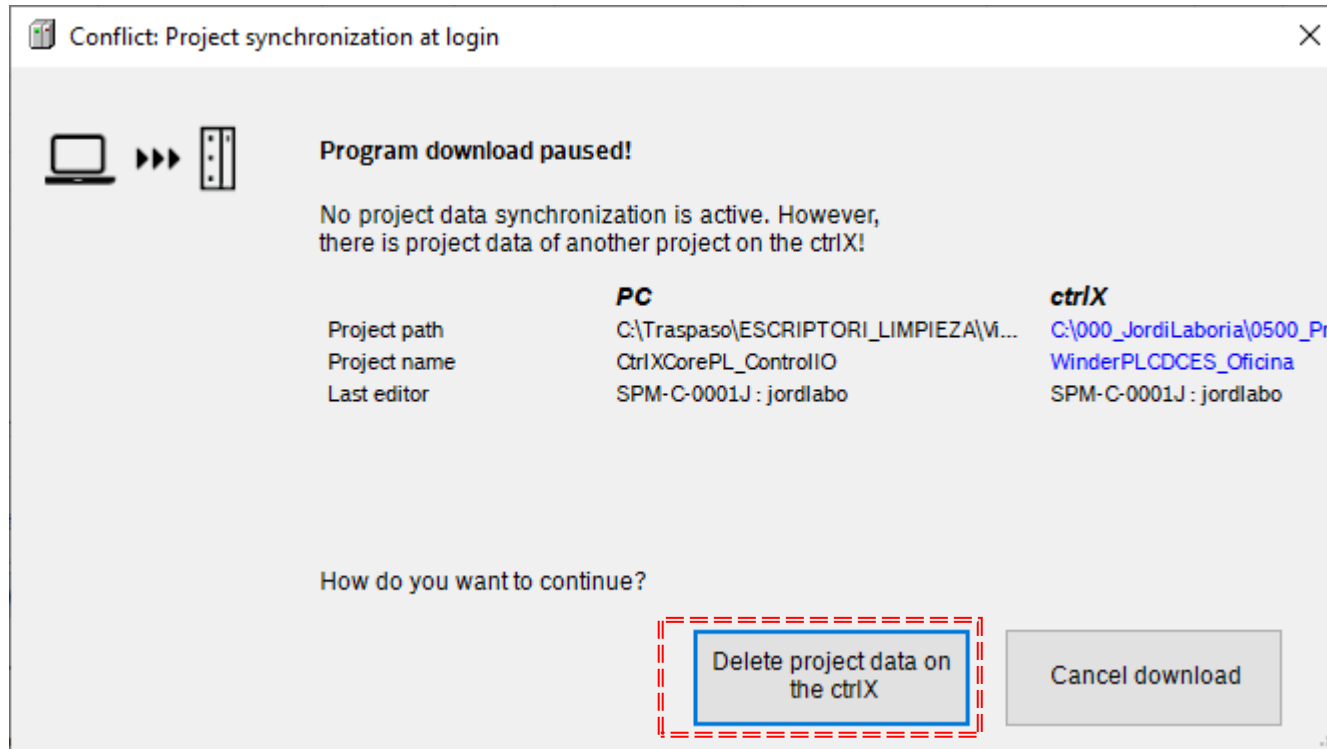 Conflict: Project synchronization at login
Program download paused!
No project data synchronization is active. However,
there is project data of another project on the ctrlX!
PC ctrlX
Project path C:\Traspaso\ESCRIPTORI_LIMPIEZA\Vi... C:\000_JordiLaboria\0500_Pr
Project name CtrlXCorePL_ControlIO WinderPLCDCES_Oficina
Last editor SPM-C-0001J : jordlabo SPM-C-0001J : jordlabo
How do you want to continue?
Delete project data on
the ctrlX
Cancel download